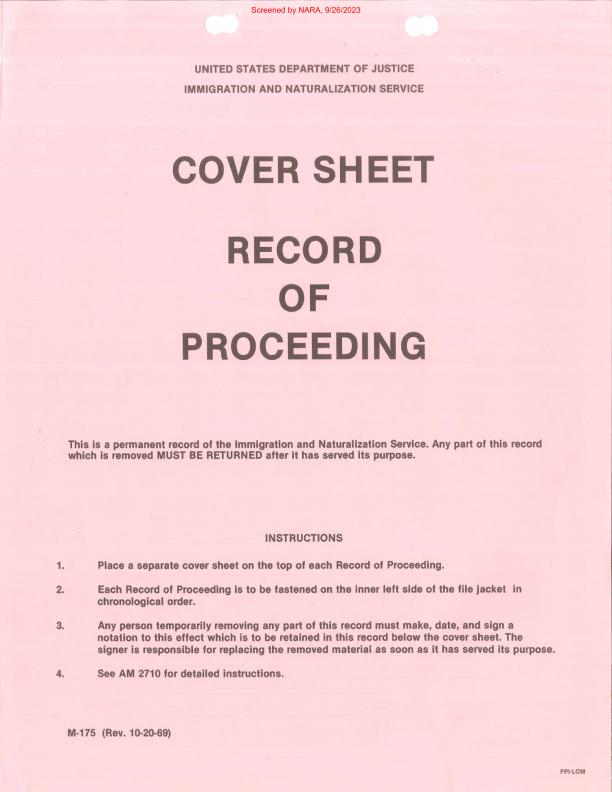 Screened by NARA, 9/26/2023
UNITED STATES DEPARTMENT OF JUSTICE
IMMIGRATION AND NATURALIZATION SERVICE
COVER SHEET
RECORD
OF
PROCEEDING
This is a permanent record of the Immigration and Naturalization Service. Any part of this record
which is removed MUST BE RETURNED after it has served its purpose.
INSTRUCTIONS
1. Place a separate cover sheet on the top of each Record of Proceeding.
2. Each Record of Proceeding is to be fastened on the inner left side of the file jacket in
chronological order.
3. Any person temporarily removing any part of this record must make, date, and sign a
notation to this effect which is to be retained in this record below the cover sheet. The
signer is responsible for replacing the removed material as soon as it has served its purpose.
4. See AM 2710 for detailed instructions.
M-175 (Rev. 10-20-69)
FPI-LOM